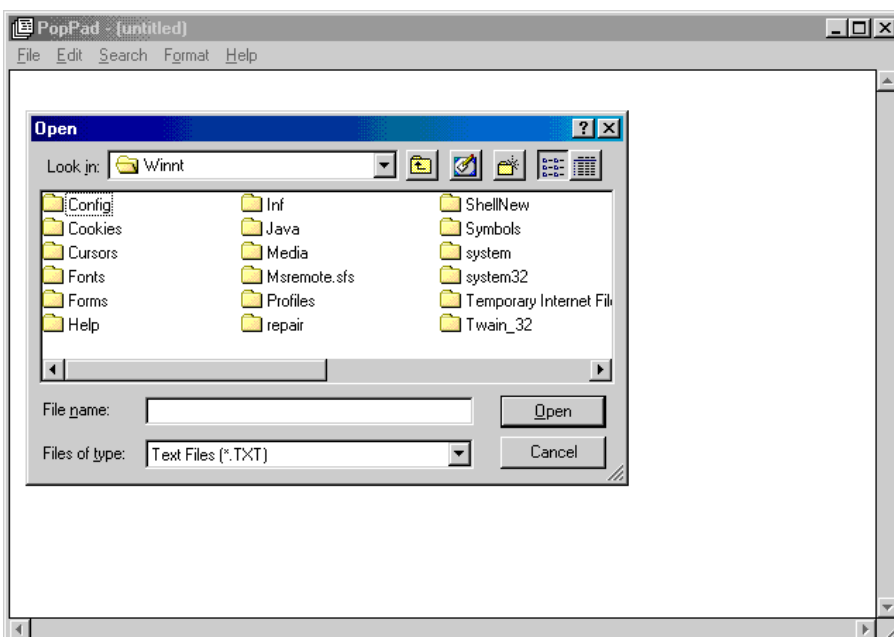 PopPad - (untitled)
File Edit Search Format Help
Open
Look in: Winnt
Config Inf ShellNew
Cookies Java Symbols
Cursors Media system
Fonts Msremote.sfs system32
Forms Profiles Temporary Internet File
Help repair Twain_32
File name: Open
Files of type: Text Files (*.TXT) Cancel